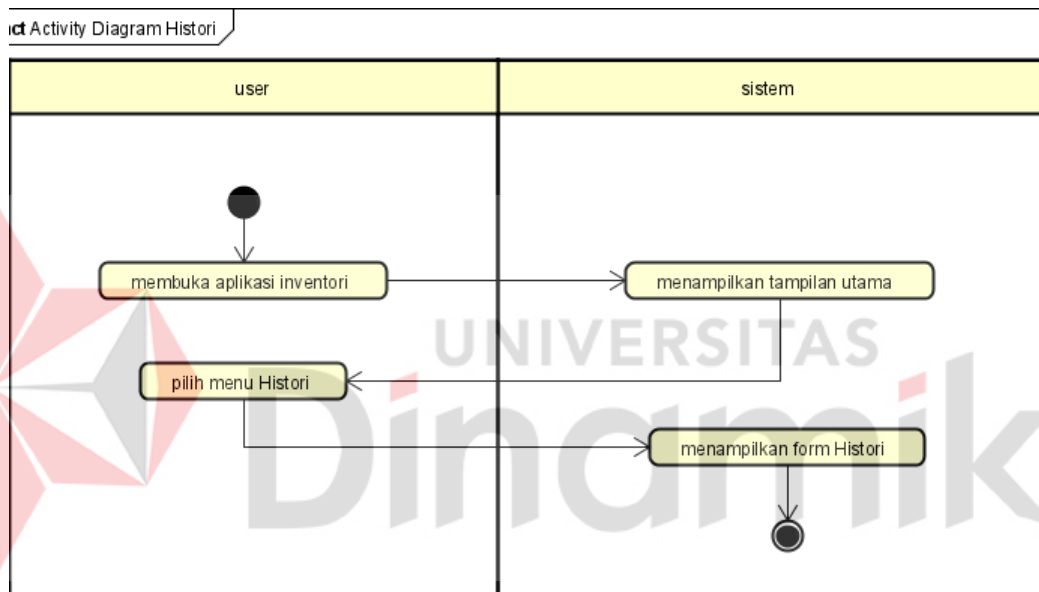 act Activity Diagram Histori
user
sistem
membuka aplikasi inventori
menampilkan tampilan utama
UNIVERSITAS
pilih menu Histori
Dinamik
menampilkan form Histori